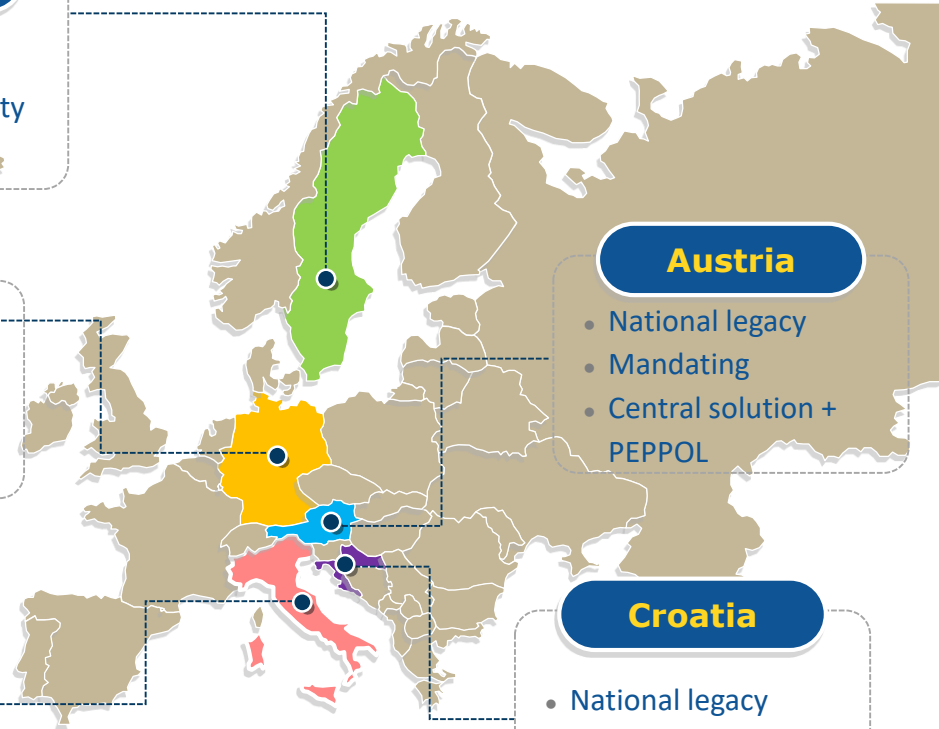 ty
Austria
• National legacy
• Mandating
• Central solution +
PEPPOL
Croatia
• National legacy